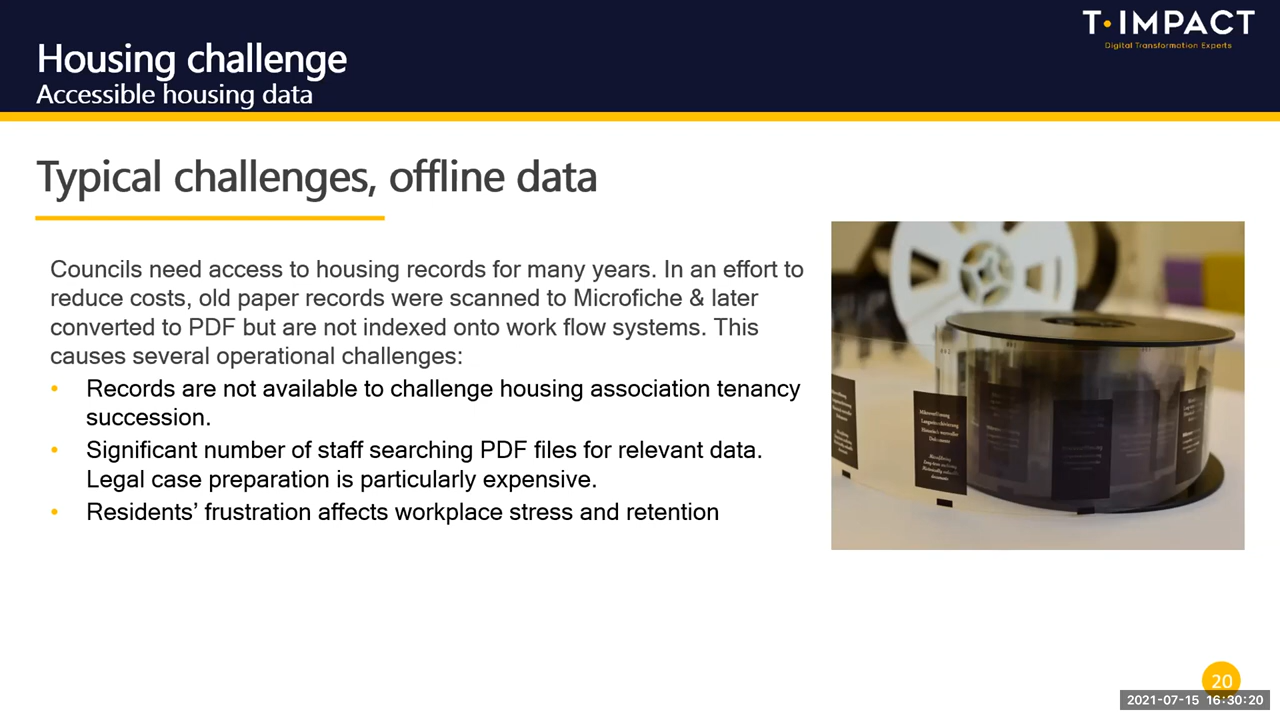 T·IMPACT
Digital Transformation Experts
Housing challenge
Accessible housing data
Typical challenges, offline data
Councils need access to housing records for many years. In an effort to
reduce costs, old paper records were scanned to Microfiche & later
converted to PDF but are not indexed onto work flow systems. This
causes several operational challenges:
• Records are not available to challenge housing association tenancy
succession.
• Significant number of staff searching PDF files for relevant data.
Legal case preparation is particularly expensive.
• Residents’ frustration affects workplace stress and retention
20
2021-07-15 16:30:20